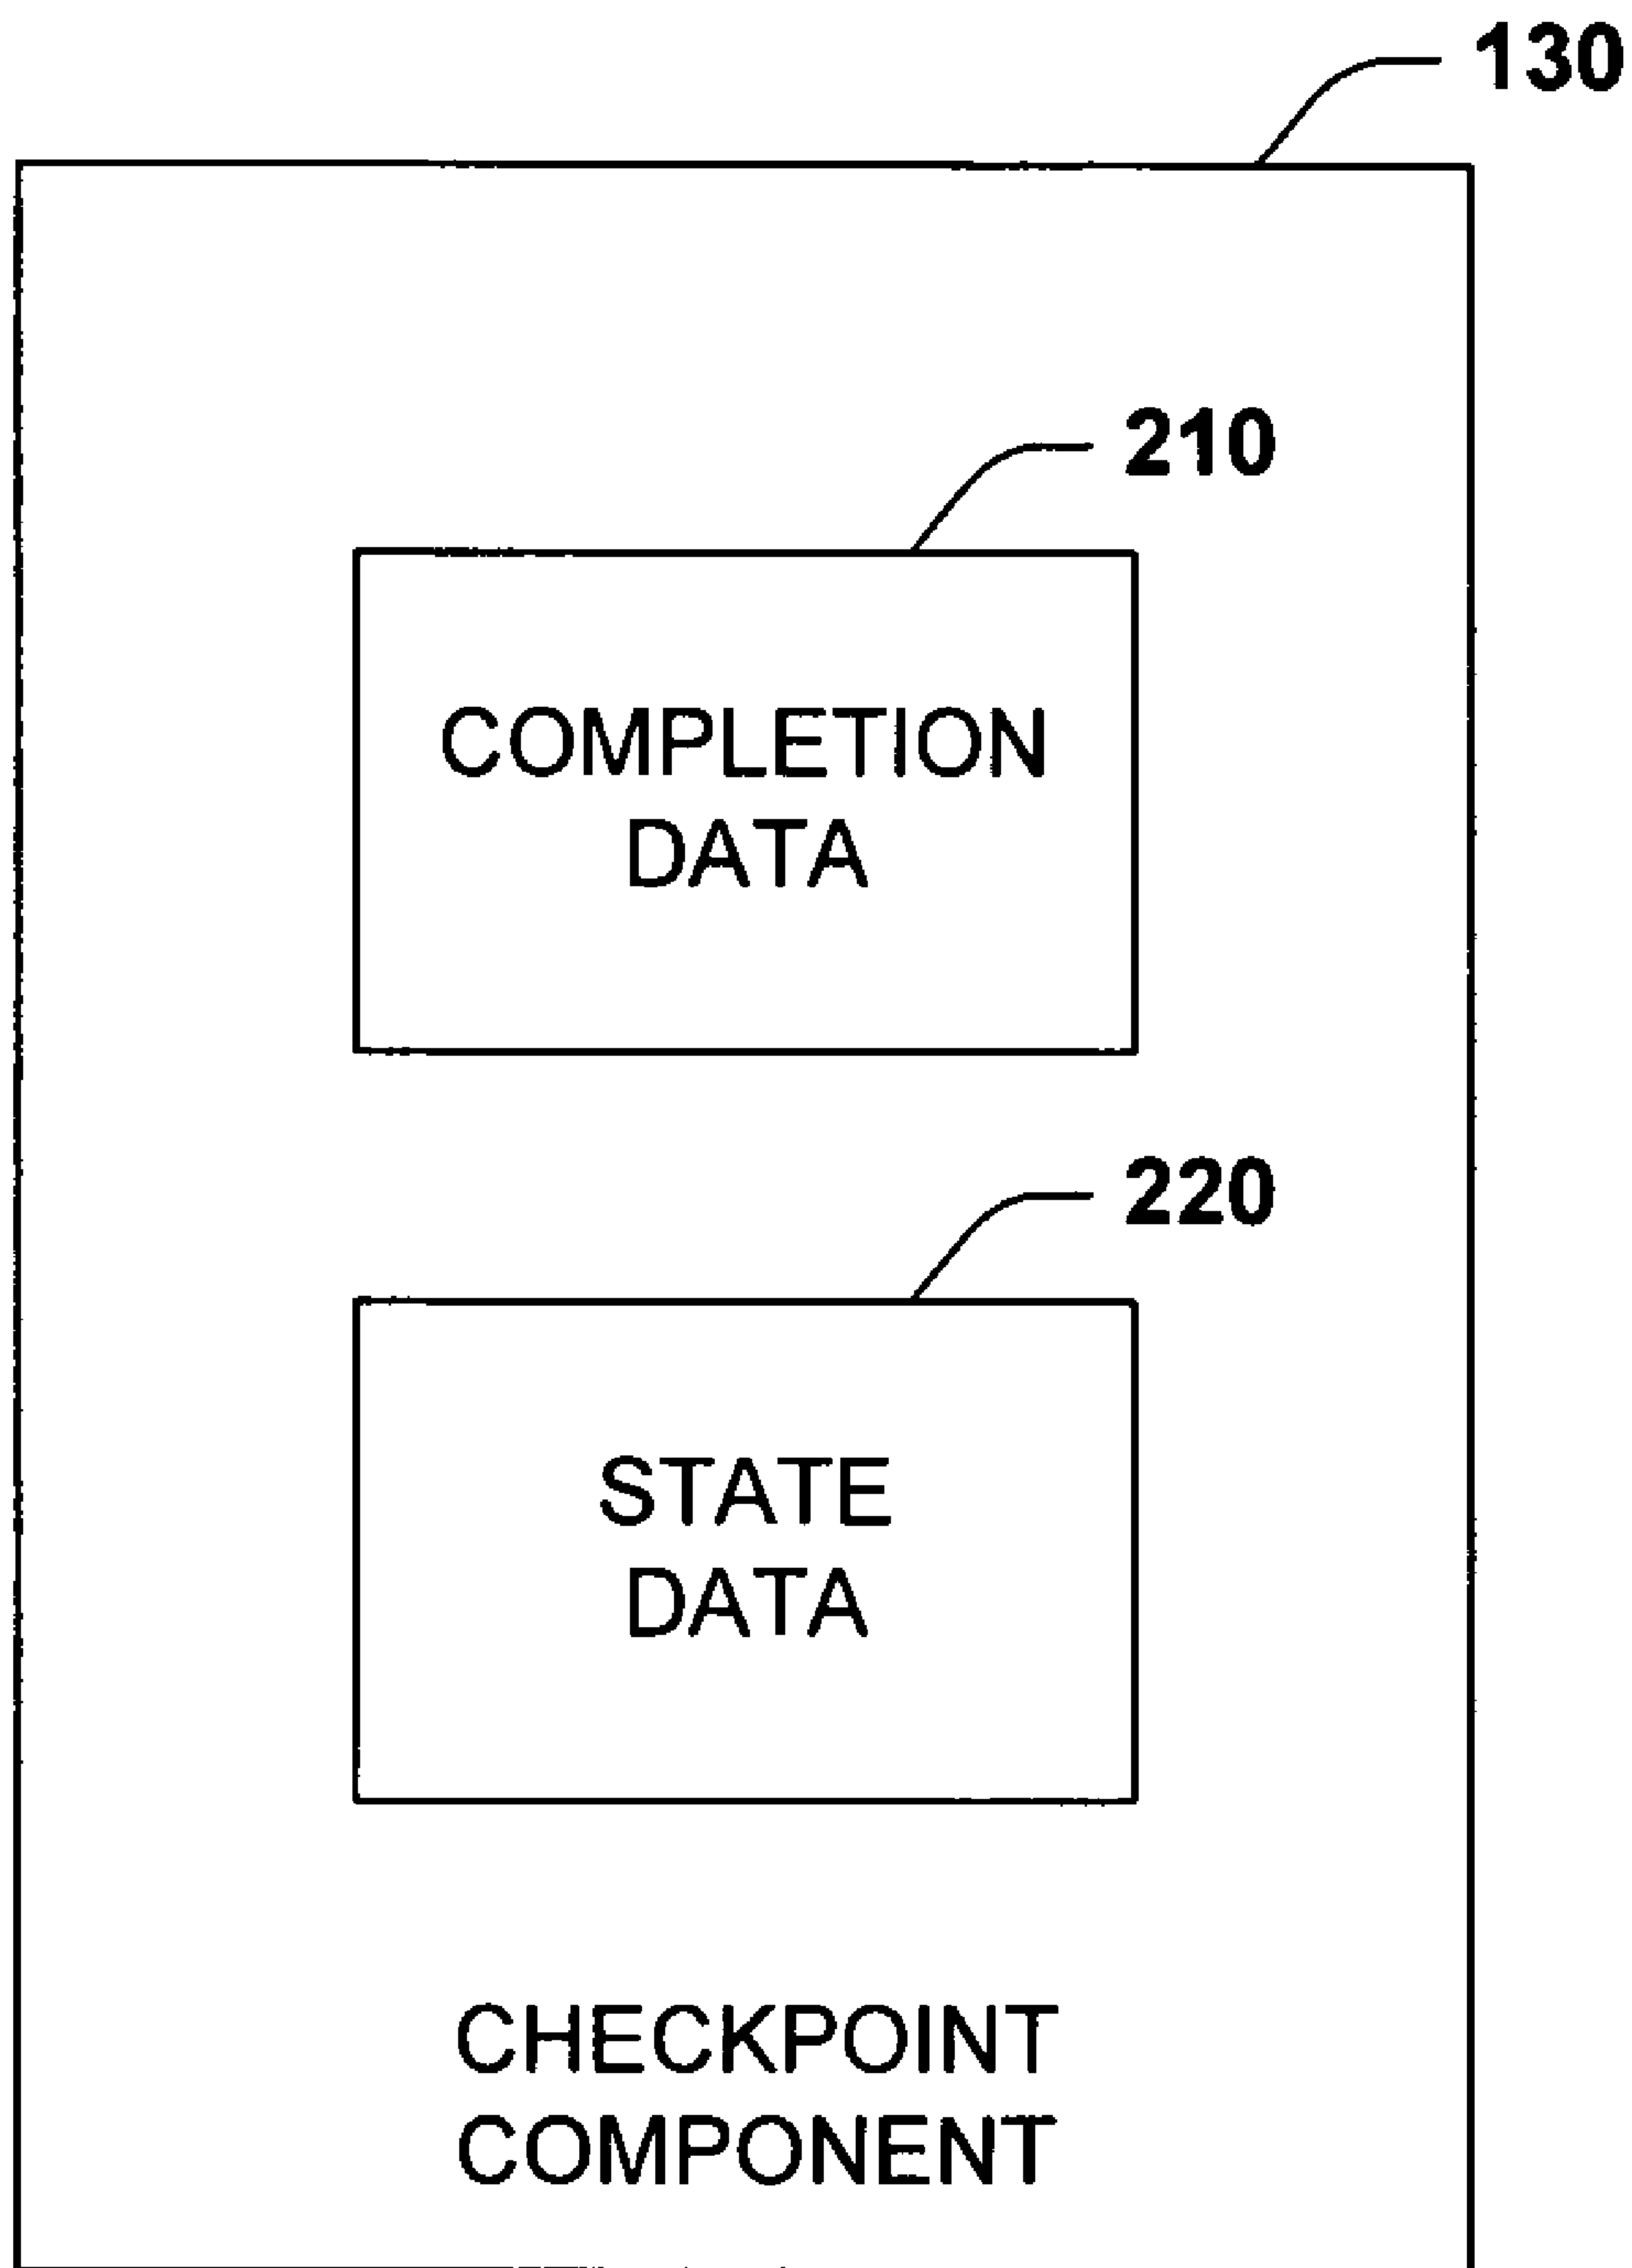 130
210
COMPLETION
DATA
220
STATE
DATA
CHECKPOINT
COMPONENT